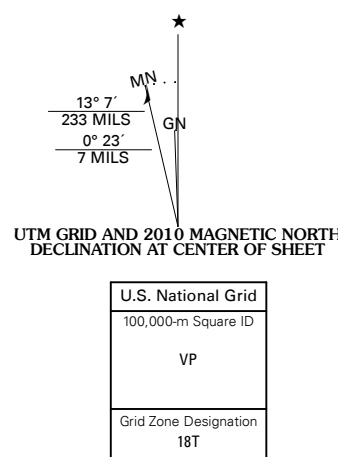 ★
MN
13° 7´
233 MILS
GN
0° 23´
7 MILS
UTM GRID AND 2010 MAGNETIC NORTH
DECLINATION AT CENTER OF SHEET
U.S. National Grid
100,000-m Square ID
VP
Grid Zone Designation
18T